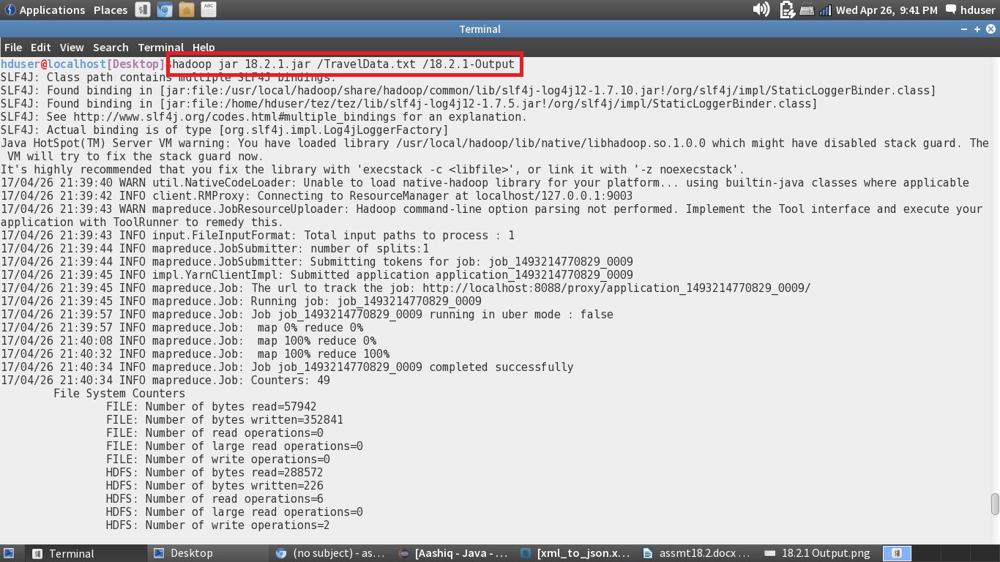 Applications Places Wed Apr 26, 9:41 PM hduser
Terminal
File Edit View Search Terminal Help
hduser@localhost[Desktop]$hadoop jar 18.2.1.jar /TravelData.txt /18.2.1-Output
SLF4J: Class path contains multiple SLF4J bindings.
SLF4J: Found binding in [jar:file:/usr/local/hadoop/share/hadoop/common/lib/slf4j-log4j12-1.7.10.jar!/org/slf4j/impl/StaticLoggerBinder.class]
SLF4J: Found binding in [jar:file:/home/hduser/tez/tez/lib/slf4j-log4j12-1.7.5.jar!/org/slf4j/impl/StaticLoggerBinder.class]
SLF4J: See http://www.slf4j.org/codes.html#multiple_bindings for an explanation.
SLF4J: Actual binding is of type [org.slf4j.impl.Log4jLoggerFactory]
Java HotSpot(TM) Server VM warning: You have loaded library /usr/local/hadoop/lib/native/libhadoop.so.1.0.0 which might have disabled stack guard. The
VM will try to fix the stack guard now.
It's highly recommended that you fix the library with 'execstack -c <libfile>', or link it with '-z noexecstack'.
17/04/26 21:39:40 WARN util.NativeCodeLoader: Unable to load native-hadoop library for your platform... using builtin-java classes where applicable
17/04/26 21:39:42 INFO client.RMProxy: Connecting to ResourceManager at localhost/127.0.0.1:9003
17/04/26 21:39:43 WARN mapreduce.JobResourceUploader: Hadoop command-line option parsing not performed. Implement the Tool interface and execute your
application with ToolRunner to remedy this.
17/04/26 21:39:43 INFO input.FileInputFormat: Total input paths to process : 1
17/04/26 21:39:44 INFO mapreduce.JobSubmitter: number of splits:1
17/04/26 21:39:44 INFO mapreduce.JobSubmitter: Submitting tokens for job: job_1493214770829_0009
17/04/26 21:39:45 INFO impl.YarnClientImpl: Submitted application application_1493214770829_0009
17/04/26 21:39:45 INFO mapreduce.Job: The url to track the job: http://localhost:8088/proxy/application_1493214770829_0009/
17/04/26 21:39:45 INFO mapreduce.Job: Running job: job_1493214770829_0009
17/04/26 21:39:57 INFO mapreduce.Job: Job job_1493214770829_0009 running in uber mode : false
17/04/26 21:39:57 INFO mapreduce.Job:  map 0% reduce 0%
17/04/26 21:40:08 INFO mapreduce.Job:  map 100% reduce 0%
17/04/26 21:40:32 INFO mapreduce.Job:  map 100% reduce 100%
17/04/26 21:40:34 INFO mapreduce.Job: Job job_1493214770829_0009 completed successfully
17/04/26 21:40:34 INFO mapreduce.Job: Counters: 49
File System Counters
FILE: Number of bytes read=57942
FILE: Number of bytes written=352841
FILE: Number of read operations=0
FILE: Number of large read operations=0
FILE: Number of write operations=0
HDFS: Number of bytes read=288572
HDFS: Number of bytes written=226
HDFS: Number of read operations=6
HDFS: Number of large read operations=0
HDFS: Number of write operations=2
Terminal Desktop (no subject) - as... [Aashiq - Java - ... [xml_to_json.x... assmt18.2.docx ... 18.2.1 Output.png